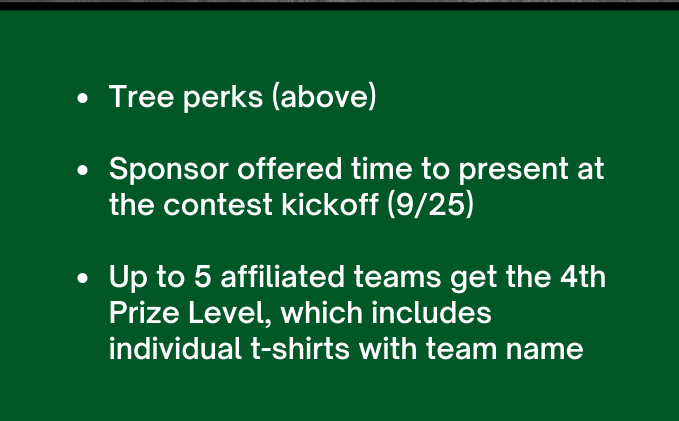 • Tree perks (above)
• Sponsor offered time to present at
the contest kickoff (9/25)
• Up to 5 affiliated teams get the 4th
Prize Level, which includes
individual t-shirts with team name